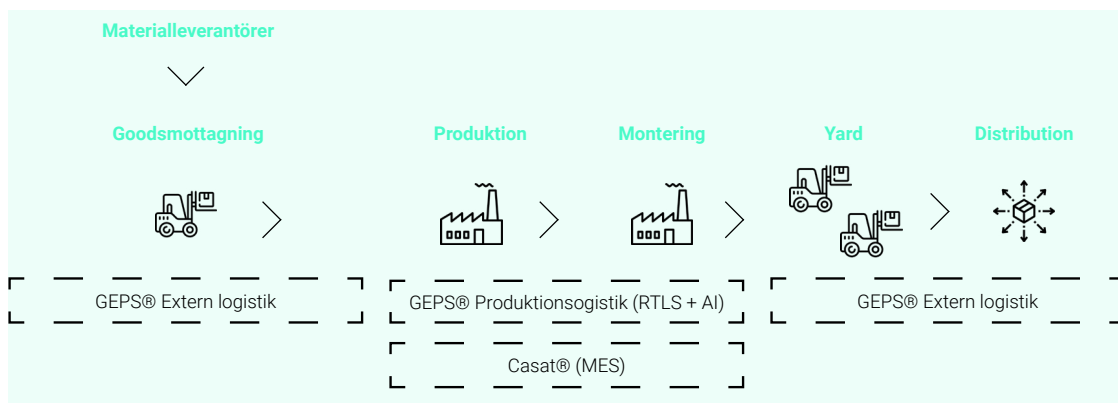 Materialleverantörer
Goodsmottagning
Produktion
Montering
Yard
Distribution
GEPS® Extern logistik
GEPS® Produktionsogistik (RTLS + AI)
GEPS® Extern logistik
Casat® (MES)